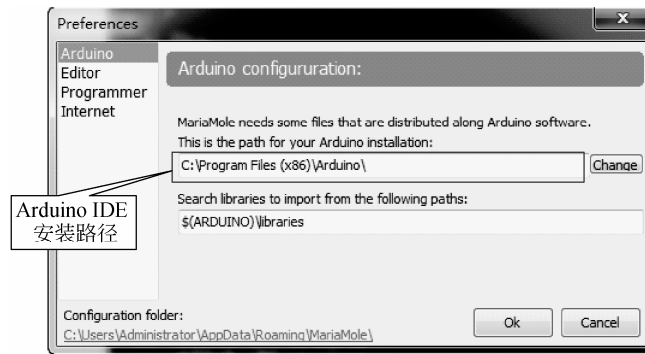 Preferences
x
Arduino
Editor
Programmer
Internet
Arduino configururation:
MariaMole needs some files that are distributed along Arduino software.
This is the path for your Arduino installation:
C:\Program Files (x86)\Arduino\
Change
Search libraries to import from the following paths:
$(ARDUINO)\libraries
Arduino IDE
安装路径
Configuration folder:
C:\Users\Administrator\AppData\Roaming\MariaMole\
Ok
Cancel